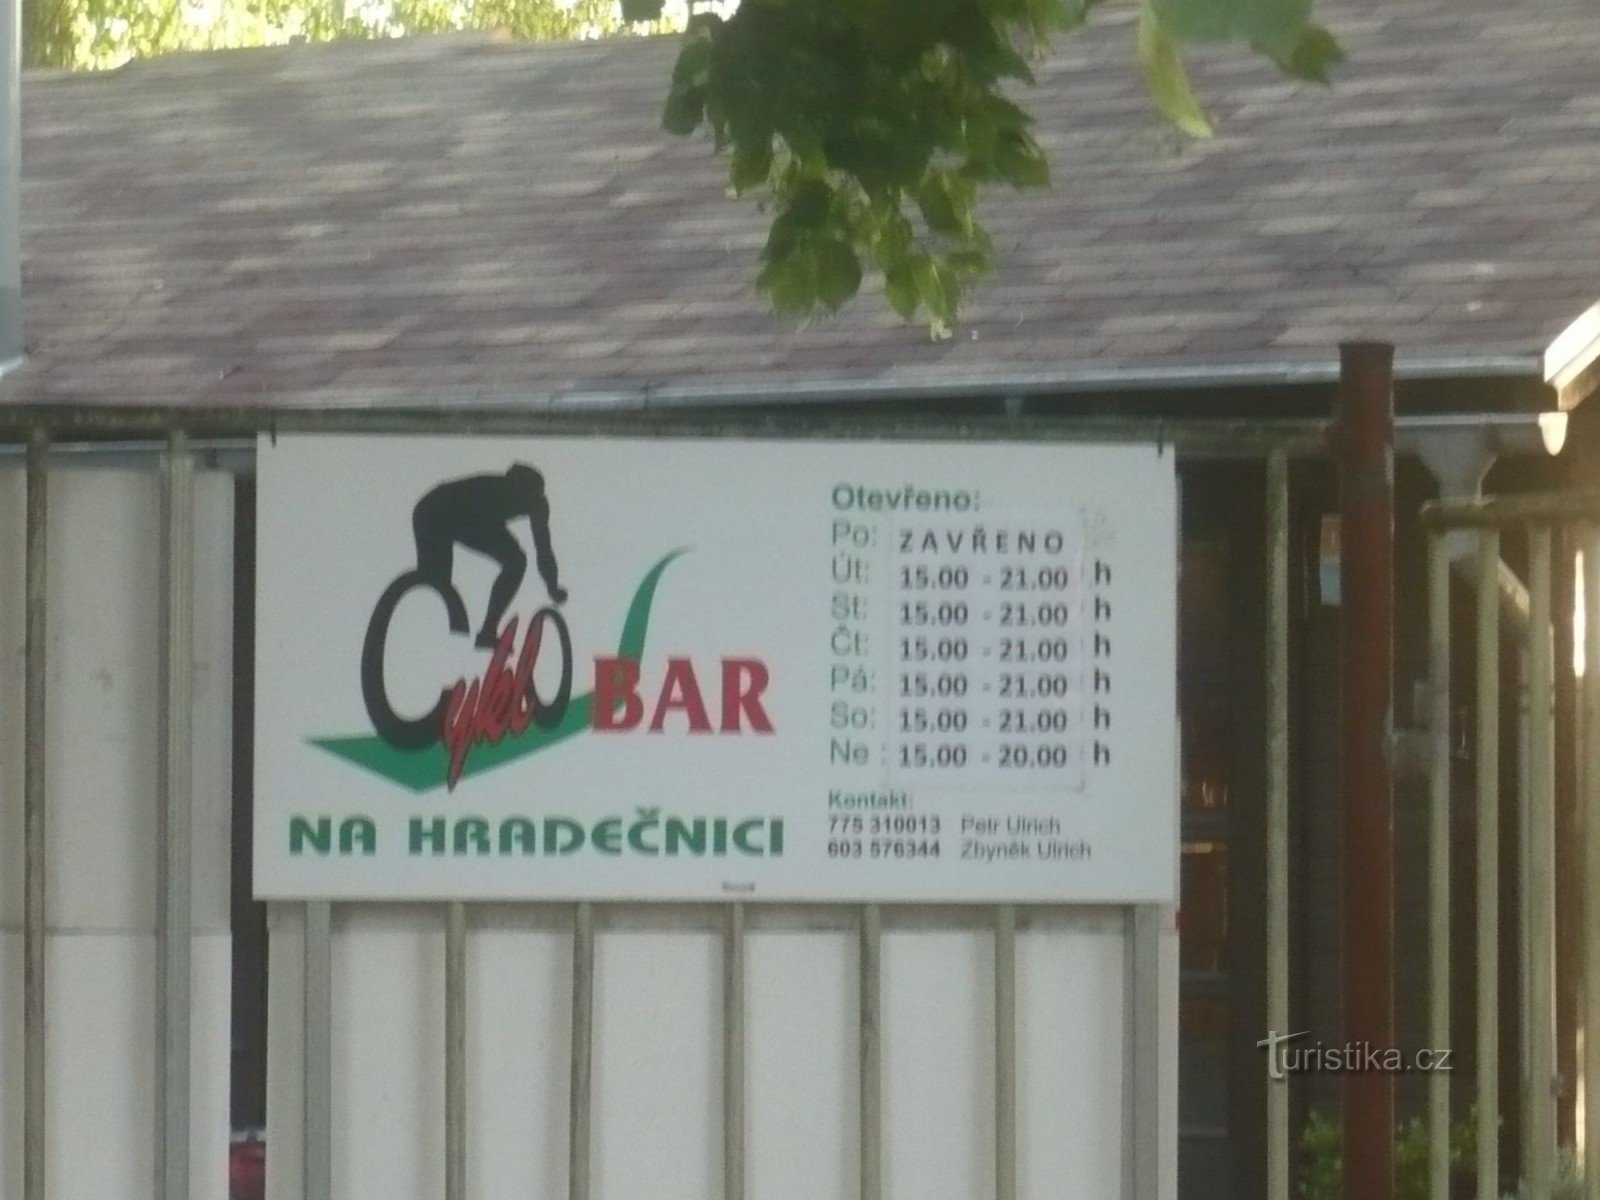 Cyklo BAR
NA HRADEČNICI
Otevřeno:
Po: ZAVŘENO
Út: 15.00 - 21.00 h
St: 15.00 - 21.00 h
Čt: 15.00 - 21.00 h
Pá: 15.00 - 21.00 h
So: 15.00 - 21.00 h
Ne: 15.00 - 20.00 h
Kontakt:
775 310013 Petr Ulrich
603 576344 Zbyněk Ulrich
Turistika.cz